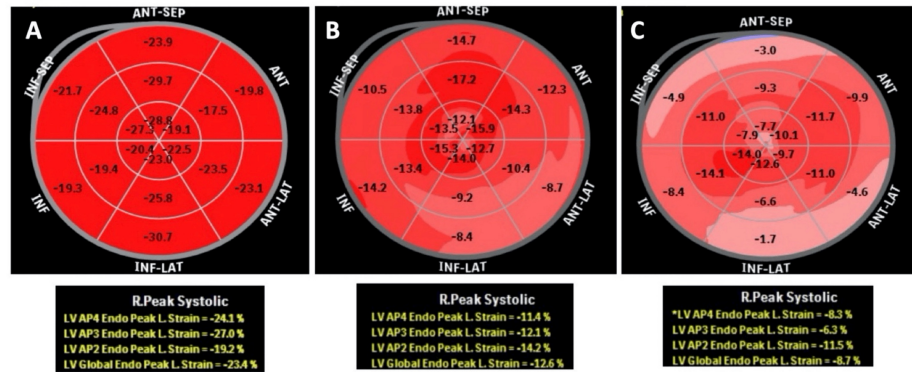 A
ANT-SEP
-23.9
INF-SEP
ANT
-29.7
-21.7
-19.8
-24.8
-17.5
-28.8
-27.3
-19.1
-20.4
-22.5
-23.0
-19.4
-23.5
-19.3
-23.1
-25.8
INF
ANT-LAT
-30.7
INF-LAT
R.Peak Systolic
LV AP4 Endo Peak L. Strain = -24.1 %
LV AP3 Endo Peak L. Strain = -27.0 %
LV AP2 Endo Peak L. Strain = -19.2 %
LV Global Endo Peak L. Strain = -23.4 %
B
ANT-SEP
-14.7
INF-SEP
ANT
-17.2
-10.5
-12.3
-13.8
-14.3
-12.1
-13.5
-15.9
-15.3
-12.7
-14.0
-13.4
-10.4
-14.2
-8.7
-9.2
INF
ANT-LAT
-8.4
INF-LAT
R.Peak Systolic
LV AP4 Endo Peak L. Strain = -11.4 %
LV AP3 Endo Peak L. Strain = -12.1 %
LV AP2 Endo Peak L. Strain = -14.2 %
LV Global Endo Peak L. Strain = -12.6 %
C
ANT-SEP
-3.0
INF-SEP
ANT
-9.3
-4.9
-9.9
-11.0
-11.7
-7.7
-7.9
-10.1
-14.0
-9.7
-12.6
-14.1
-11.0
-8.4
-4.6
-6.6
INF
ANT-LAT
-1.7
INF-LAT
R.Peak Systolic
*LV AP4 Endo Peak L. Strain = -8.3 %
LV AP3 Endo Peak L. Strain = -6.3 %
LV AP2 Endo Peak L. Strain = -11.5 %
LV Global Endo Peak L. Strain = -8.7 %